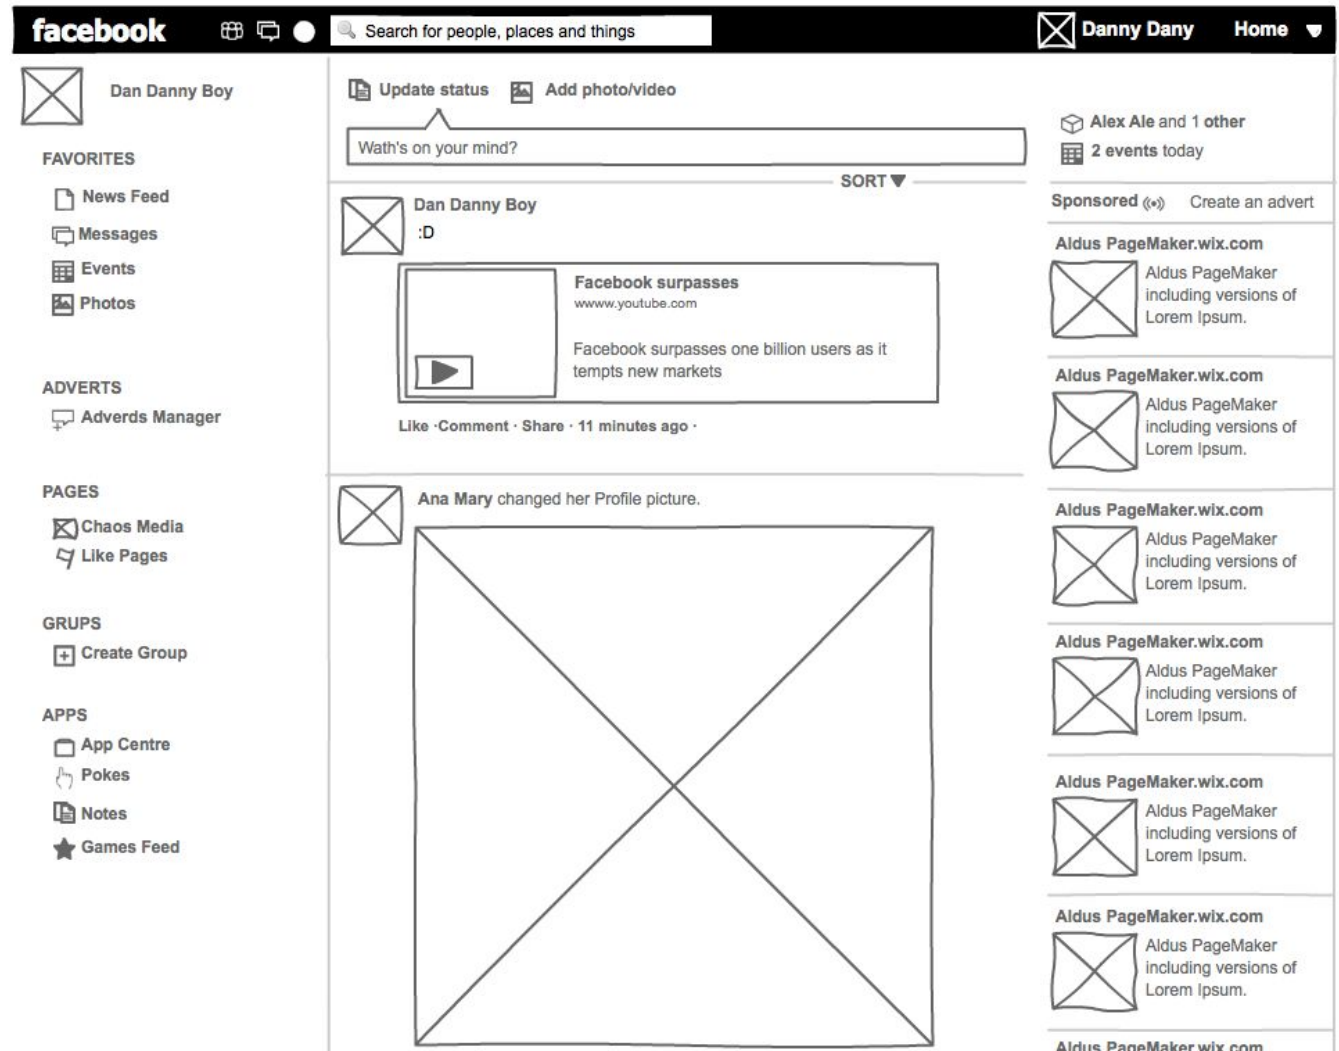 facebook
Search for people, places and things
Danny Dany
Home
Dan Danny Boy
FAVORITES
News Feed
Messages
Events
Photos
ADVERTS
Adverds Manager
PAGES
Chaos Media
Like Pages
GRUPS
Create Group
APPS
App Centre
Pokes
Notes
Games Feed
Update status
Add photo/video
Wath's on your mind?
SORT
Dan Danny Boy
:D
Facebook surpasses
wwww.youtube.com
Facebook surpasses one billion users as it
tempts new markets
Like ·Comment · Share · 11 minutes ago ·
Ana Mary changed her Profile picture.
Alex Ale and 1 other
2 events today
Sponsored
Create an advert
Aldus PageMaker.wix.com
Aldus PageMaker
including versions of
Lorem Ipsum.
Aldus PageMaker.wix.com
Aldus PageMaker
including versions of
Lorem Ipsum.
Aldus PageMaker.wix.com
Aldus PageMaker
including versions of
Lorem Ipsum.
Aldus PageMaker.wix.com
Aldus PageMaker
including versions of
Lorem Ipsum.
Aldus PageMaker.wix.com
Aldus PageMaker
including versions of
Lorem Ipsum.
Aldus PageMaker.wix.com
Aldus PageMaker
including versions of
Lorem Ipsum.
Aldus PageMaker.wix.com